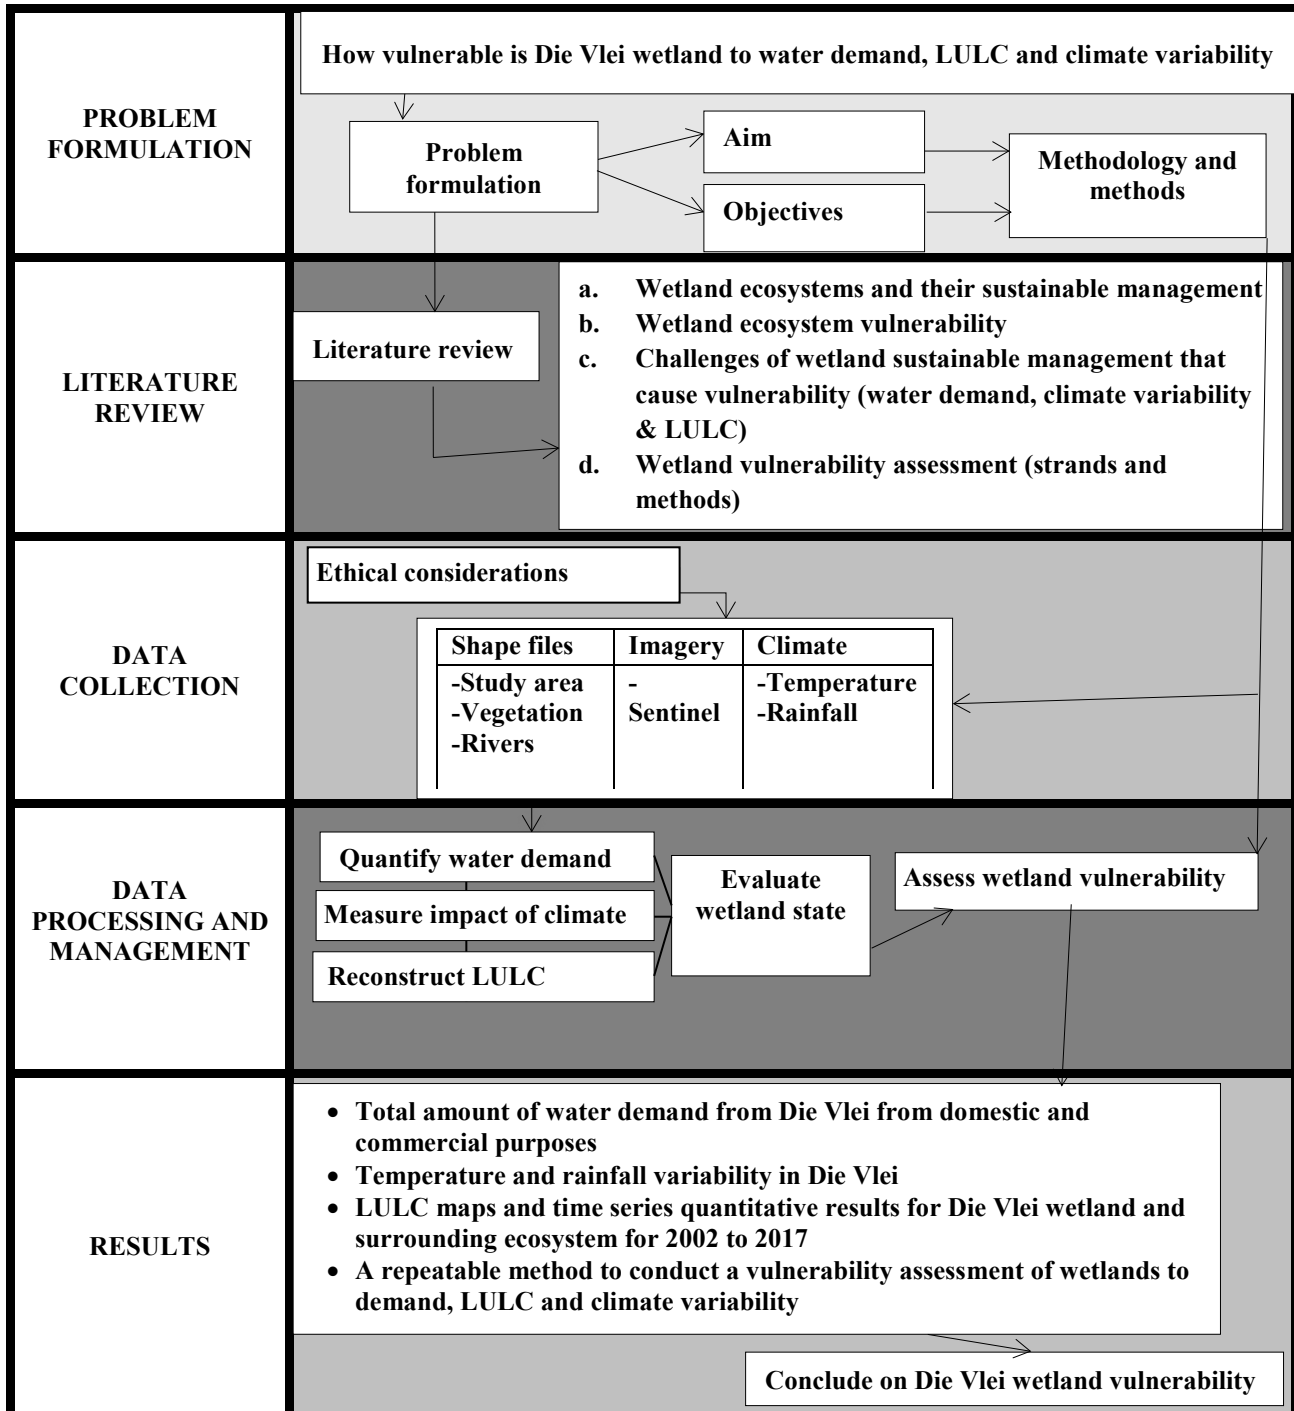 PROBLEM
FORMULATION
How vulnerable is Die Vlei wetland to water demand, LULC and climate variability
Problem
formulation
Aim
Objectives
Methodology and
methods
LITERATURE
REVIEW
Literature review
a. Wetland ecosystems and their sustainable management
b. Wetland ecosystem vulnerability
c. Challenges of wetland sustainable management that
cause vulnerability (water demand, climate variability
& LULC)
d. Wetland vulnerability assessment (strands and
methods)
DATA
COLLECTION
Ethical considerations
Shape files
-Study area
-Vegetation
-Rivers
Imagery
-
Sentinel
Climate
-Temperature
-Rainfall
DATA
PROCESSING AND
MANAGEMENT
Quantify water demand
Measure impact of climate
Reconstruct LULC
Evaluate
wetland state
Assess wetland vulnerability
RESULTS
• Total amount of water demand from Die Vlei from domestic and
commercial purposes
• Temperature and rainfall variability in Die Vlei
• LULC maps and time series quantitative results for Die Vlei wetland and
surrounding ecosystem for 2002 to 2017
• A repeatable method to conduct a vulnerability assessment of wetlands to
demand, LULC and climate variability
Conclude on Die Vlei wetland vulnerability